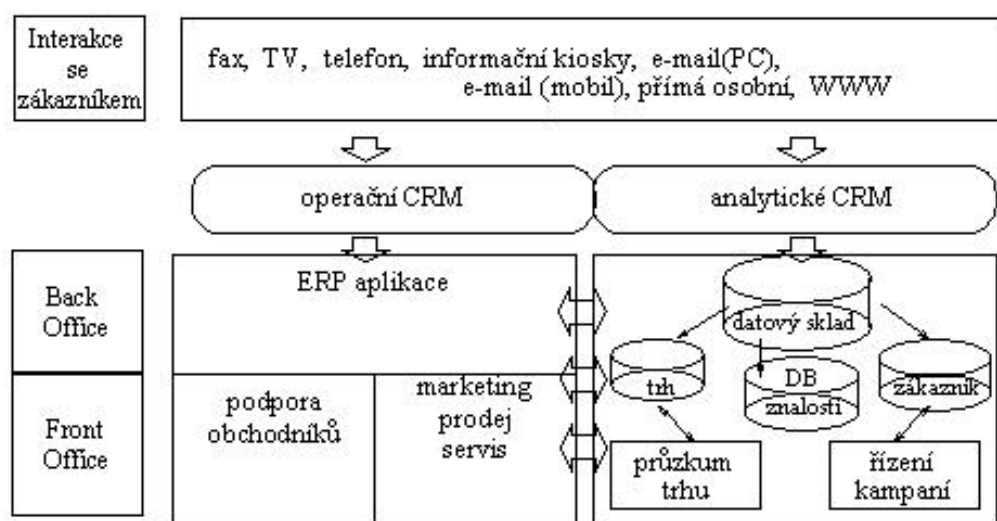 Interakce
se
zákazníkem
fax, TV, telefon, informační kiosky, e-mail(PC),
e-mail (mobil), přímá osobní, WWW
operační CRM
analytické CRM
Back
Office
ERP aplikace
datový sklad
trh
DB
znalostí
zákazník
Front
Office
podpora
obchodníků
marketing
prodej
servis
průzkum
trhu
řízení
kampaní